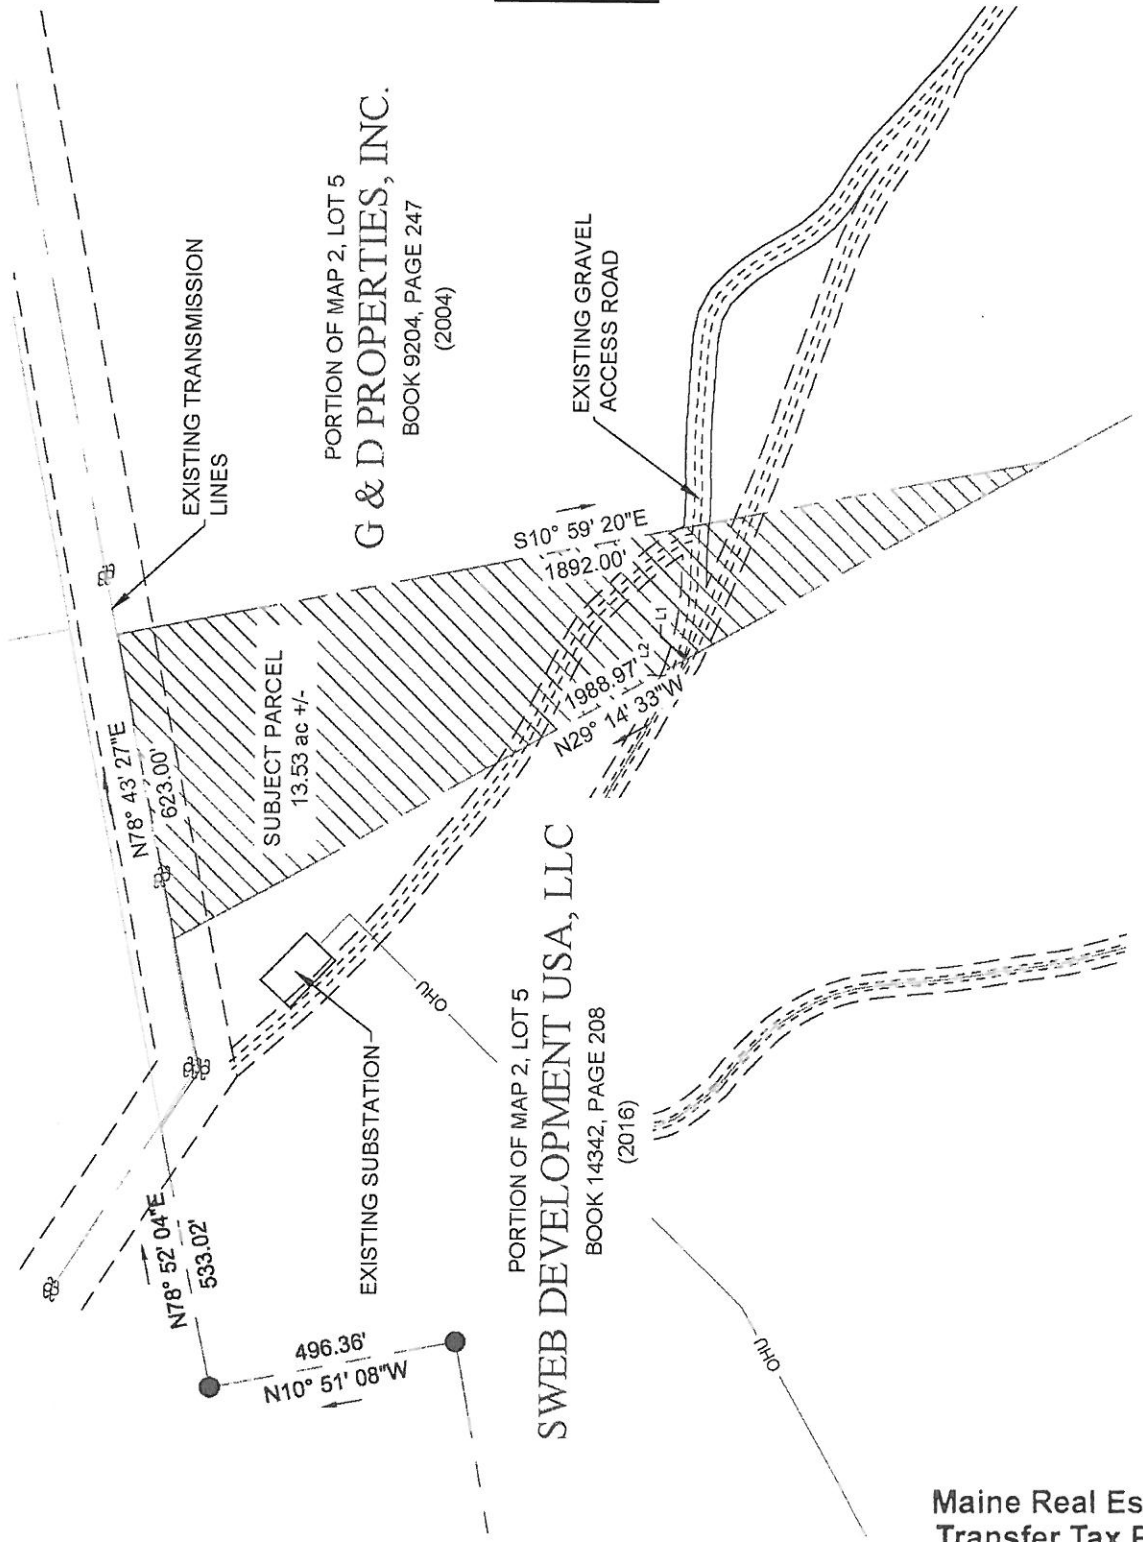 EXISTING TRANSMISSION
LINES
PORTION OF MAP 2, LOT 5
G & D PROPERTIES, INC.
BOOK 9204, PAGE 247
(2004)
EXISTING GRAVEL
ACCESS ROAD
N78° 43' 27"E
623.00'
SUBJECT PARCEL
13.53 ac +/-
S10° 59' 20"E
1892.00'
1988.97'
N29° 14' 33"W
L2
L1
EXISTING SUBSTATION
OHU
PORTION OF MAP 2, LOT 5
SWEB DEVELOPMENT USA, LLC
BOOK 14342, PAGE 208
(2016)
N78° 52' 04"E
533.02'
496.36'
N10° 51' 08"W
OHU
Maine Real Es
Transfer Tax P